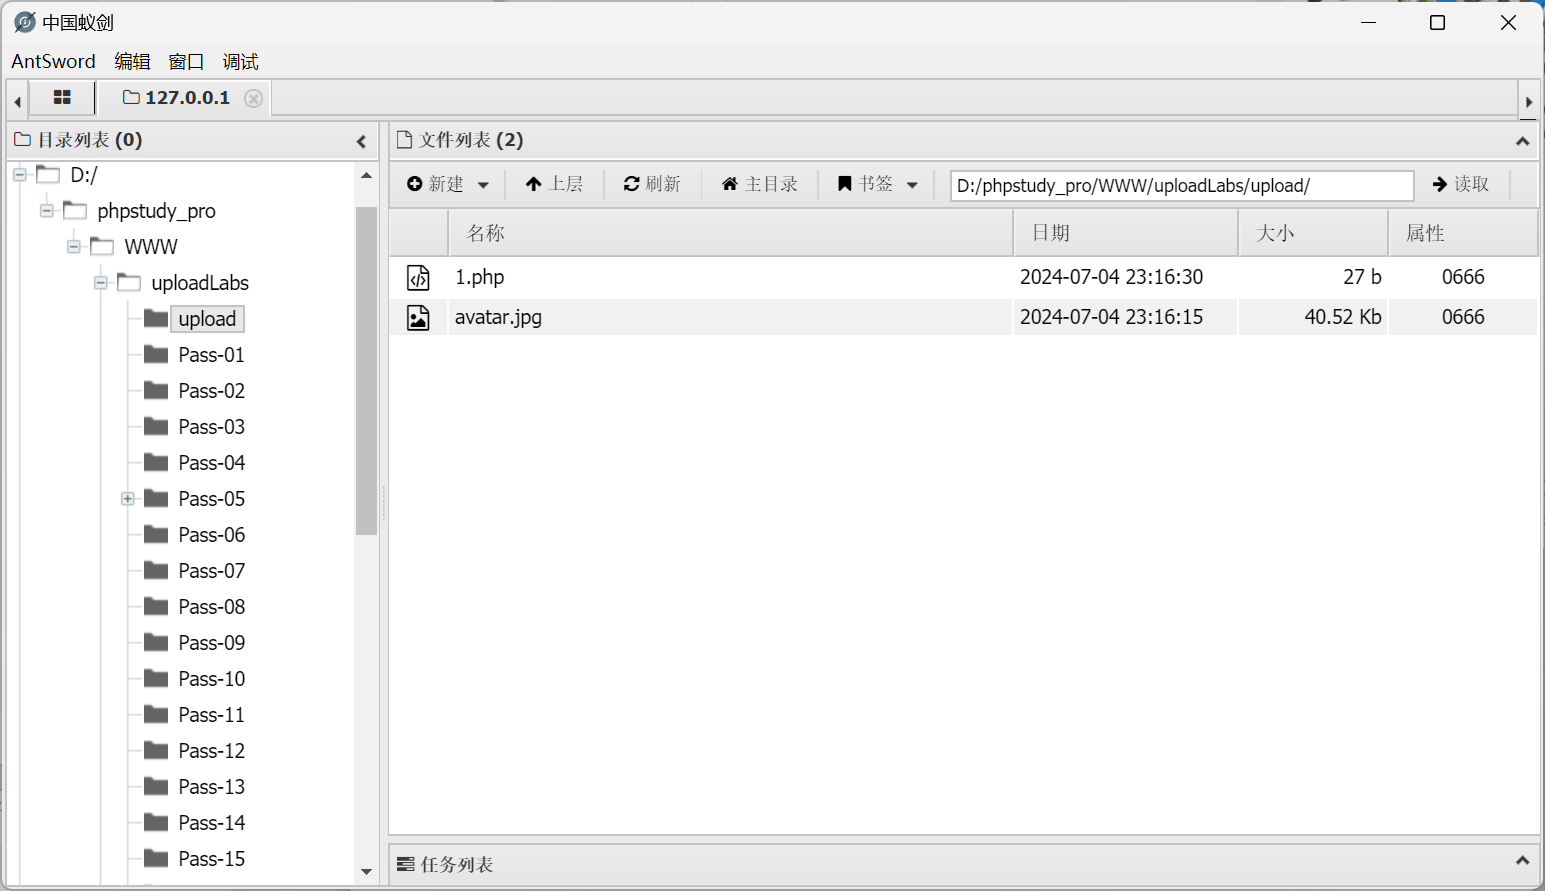 中国蚁剑
AntSword 编辑 窗口 调试
127.0.0.1
目录列表 (0)
D:/
phpstudy_pro
WWW
uploadLabs
upload
Pass-01
Pass-02
Pass-03
Pass-04
Pass-05
Pass-06
Pass-07
Pass-08
Pass-09
Pass-10
Pass-11
Pass-12
Pass-13
Pass-14
Pass-15
文件列表 (2)
新建 上层 刷新 主目录 书签 D:/phpstudy_pro/WWW/uploadLabs/upload/ 读取
名称 日期 大小 属性
1.php 2024-07-04 23:16:30 27 b 0666
avatar.jpg 2024-07-04 23:16:15 40.52 Kb 0666
任务列表